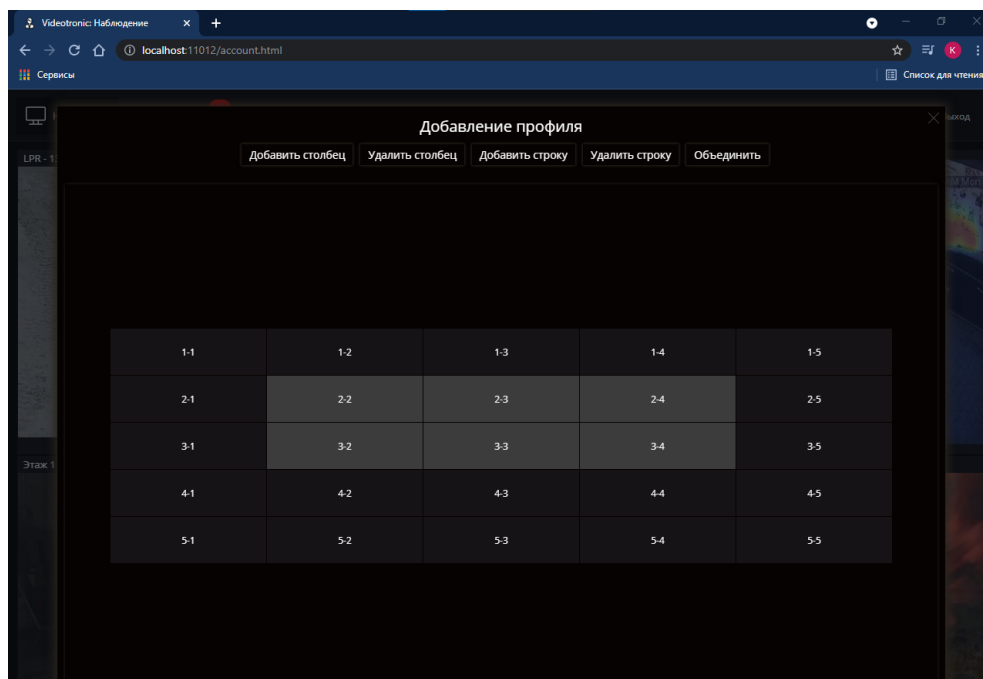 Videotronic: Наблюдение
localhost:11012/account.html
K
Сервисы
Список для чтения
Добавление профиля
ыход
LPR - 1
Добавить столбец Удалить столбец Добавить строку Удалить строку Объединить
1-1 1-2 1-3 1-4 1-5
2-1 2-2 2-3 2-4 2-5
3-1 3-2 3-3 3-4 3-5
Этаж 1
4-1 4-2 4-3 4-4 4-5
5-1 5-2 5-3 5-4 5-5